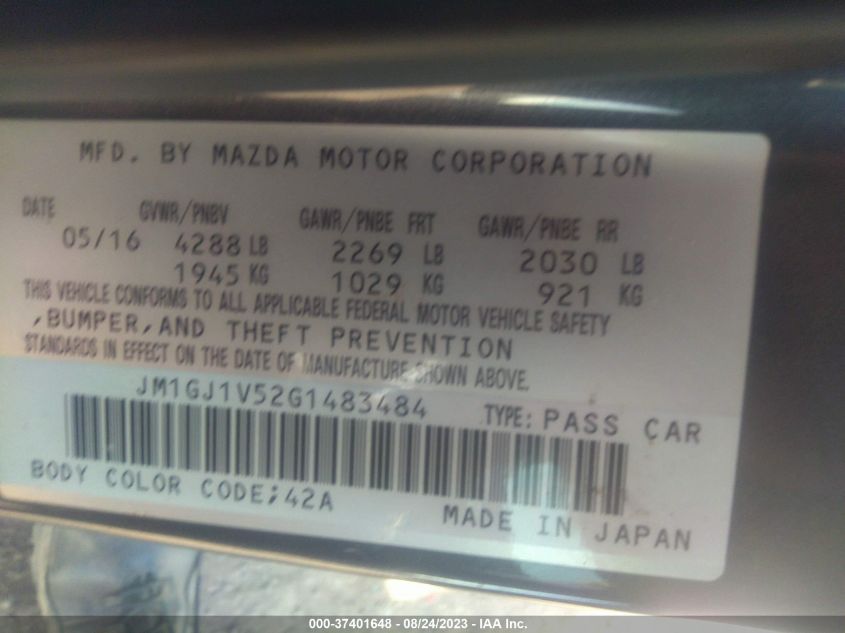 MFD. BY MAZDA MOTOR CORPORATION
DATE GVWR/PNBV GAWR/PNBE FRT GAWR/PNBE RR
05/16 4288 LB 2269 LB 2030 LB
1945 KG 1029 KG 921 KG
THIS VEHICLE CONFORMS TO ALL APPLICABLE FEDERAL MOTOR VEHICLE SAFETY
,BUMPER,AND THEFT PREVENTION
STANDARDS IN EFFECT ON THE DATE OF MANUFACTURE SHOWN ABOVE.
JM1GJ1V52G1483484 TYPE: PASS CAR
BODY COLOR CODE;42A
MADE IN JAPAN
000-37401648 - 08/24/2023 - IAA Inc.